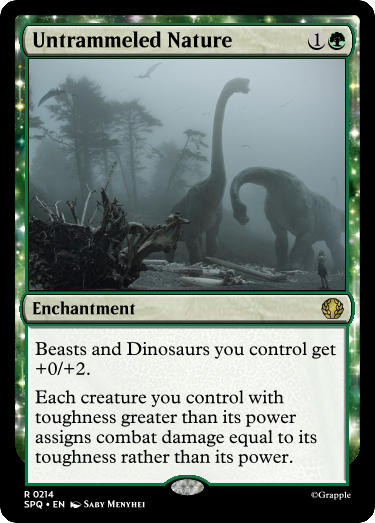 Untrammeled Nature 1
Enchantment
Beasts and Dinosaurs you control get
+0/+2.
Each creature you control with
toughness greater than its power
assigns combat damage equal to its
toughness rather than its power.
R 0214
SPQ • EN Saby Menyhei
©Grapple